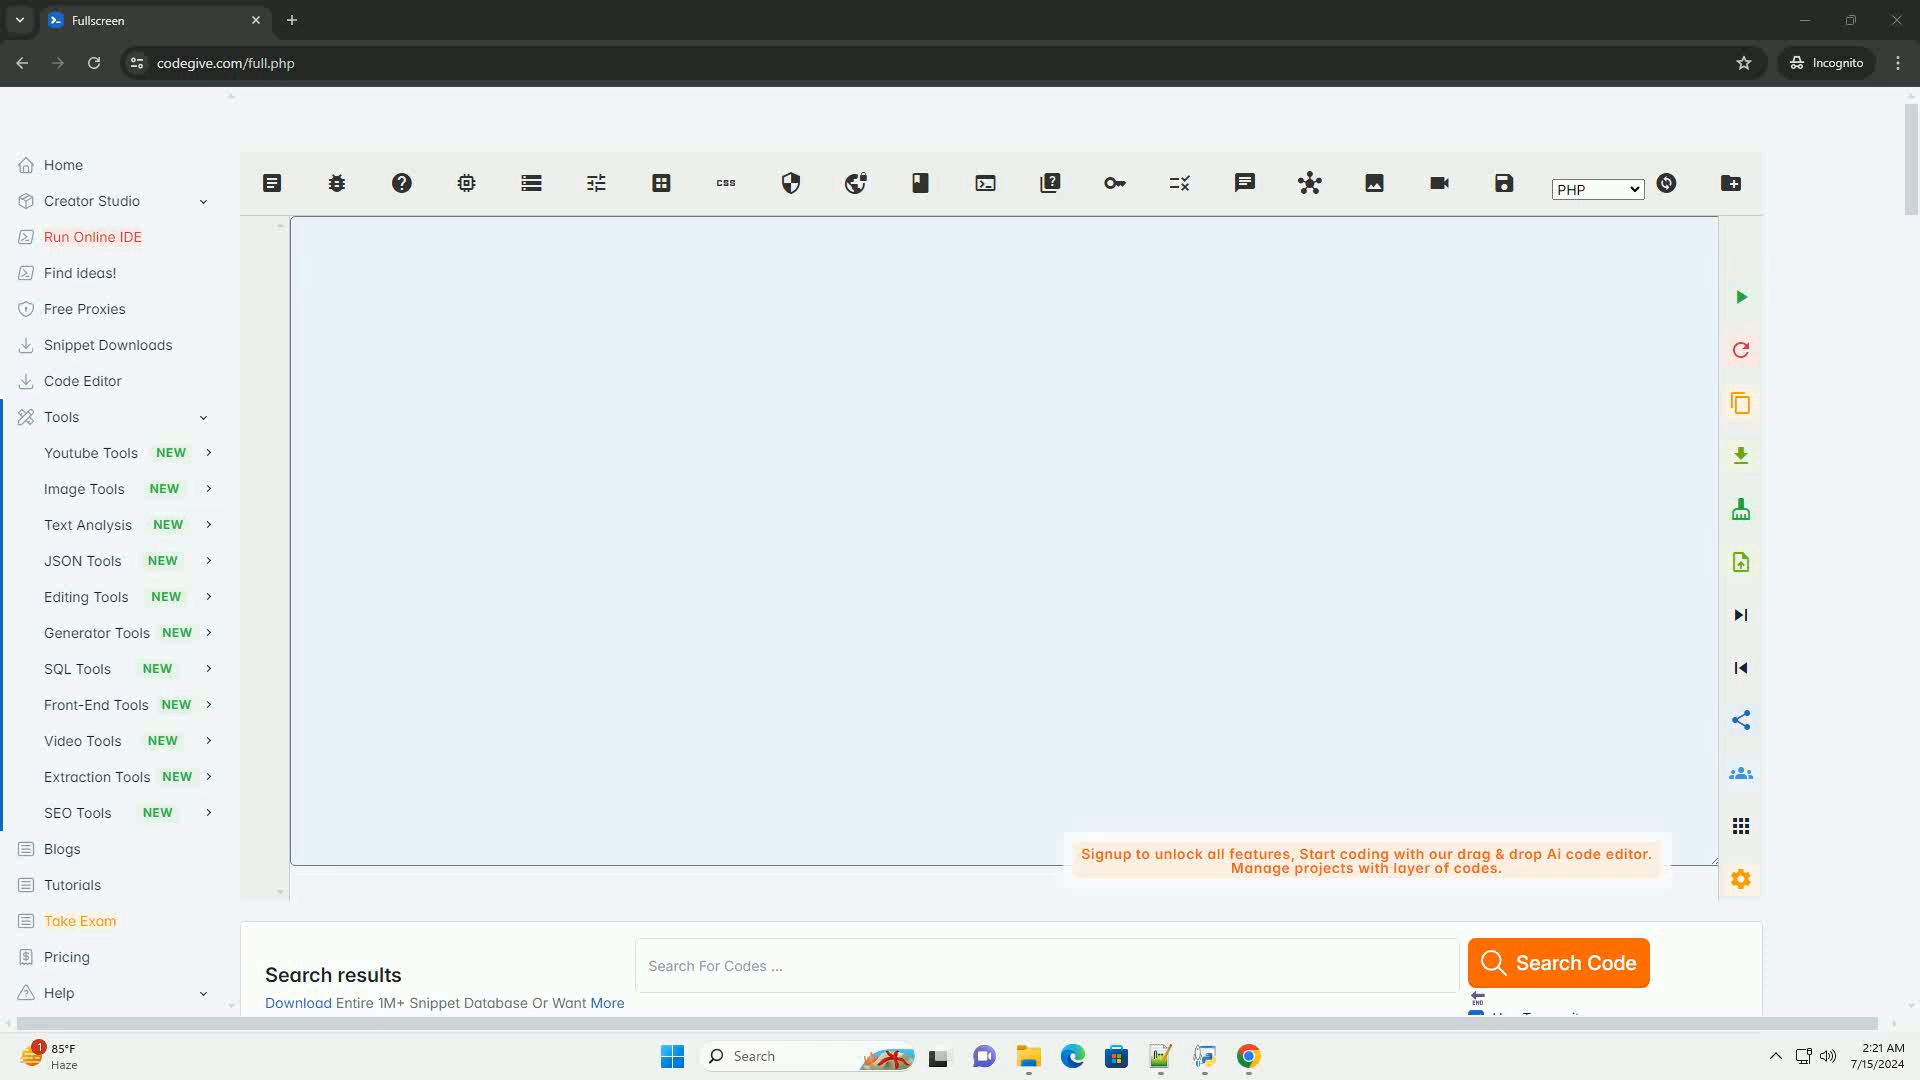 Fullscreen
codegive.com/full.php
Incognito
Home
Creator Studio
Run Online IDE
Find ideas!
Free Proxies
Snippet Downloads
Code Editor
Tools
Youtube Tools NEW
Image Tools NEW
Text Analysis NEW
JSON Tools NEW
Editing Tools NEW
Generator Tools NEW
SQL Tools NEW
Front-End Tools NEW
Video Tools NEW
Extraction Tools NEW
SEO Tools NEW
Blogs
Tutorials
Take Exam
Pricing
Help
CSS
PHP
Signup to unlock all features, Start coding with our drag & drop Ai code editor.
Manage projects with layer of codes.
Search results
Download Entire 1M+ Snippet Database Or Want More
Search For Codes ...
Search Code
END
1
85°F
Haze
Search
2:21 AM
7/15/2024